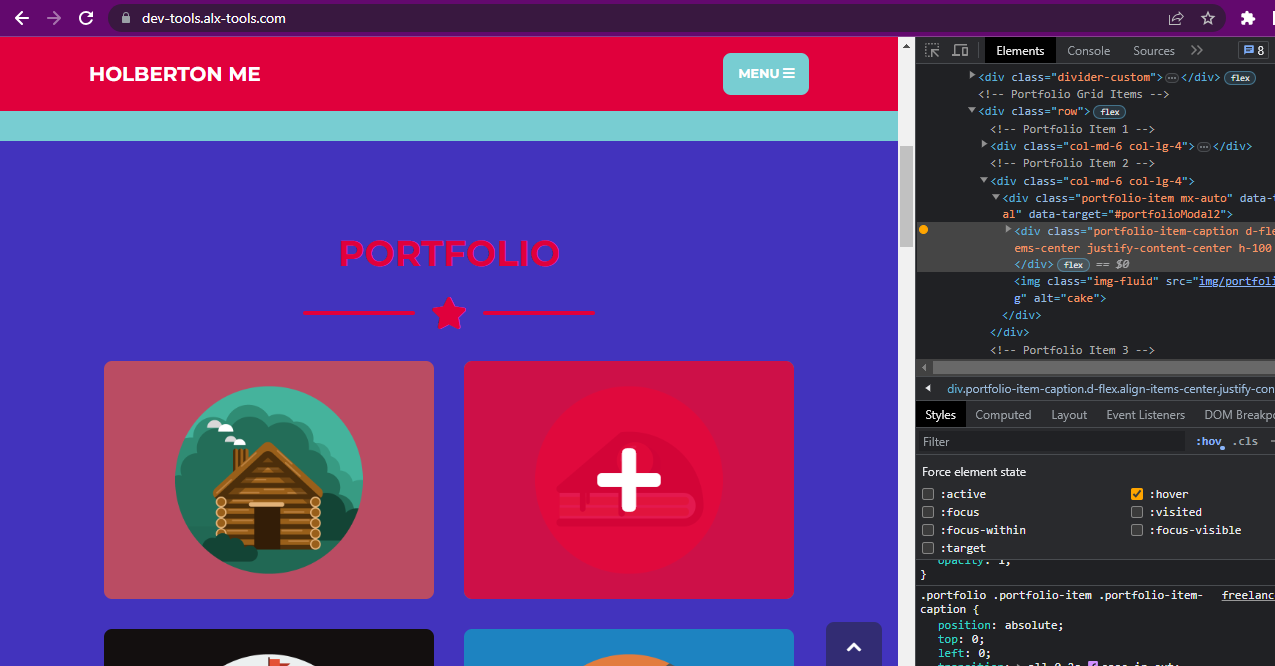 dev-tools.alx-tools.com
HOLBERTON ME
MENU
PORTFOLIO
Elements Console Sources 8
<div class="divider-custom"> </div> flex
<!-- Portfolio Grid Items -->
<div class="row"> flex
<!-- Portfolio Item 1 -->
<div class="col-md-6 col-lg-4"> </div>
<!-- Portfolio Item 2 -->
<div class="col-md-6 col-lg-4">
<div class="portfolio-item mx-auto" data-t
al" data-target="#portfolioModal2">
<div class="portfolio-item-caption d-fle
ems-center justify-content-center h-100
</div> flex == $0
<img class="img-fluid" src="img/portfoli
g" alt="cake">
</div>
</div>
<!-- Portfolio Item 3 -->
div.portfolio-item-caption.d-flex.align-items-center.justify-con
Styles Computed Layout Event Listeners DOM Breakpo
Filter :hov .cls
Force element state
:active :hover
:focus :visited
:focus-within :focus-visible
:target
opacity: 1;
}
.portfolio .portfolio-item .portfolio-item- freelanc
caption {
position: absolute;
top: 0;
left: 0;